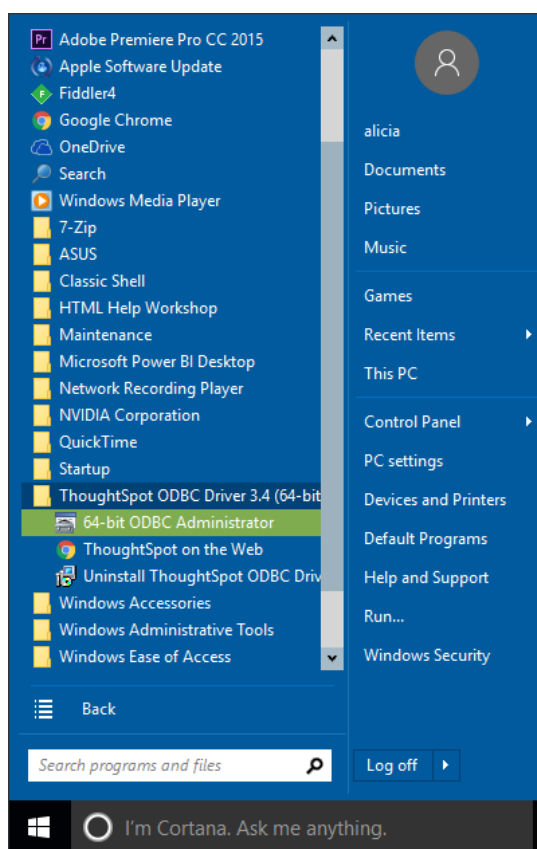 Pr Adobe Premiere Pro CC 2015
Apple Software Update
F Fiddler4
Google Chrome
OneDrive
Search
Windows Media Player
7-Zip
ASUS
Classic Shell
HTML Help Workshop
Maintenance
Microsoft Power BI Desktop
Network Recording Player
NVIDIA Corporation
QuickTime
Startup
ThoughtSpot ODBC Driver 3.4 (64-bit
64-bit ODBC Administrator
ThoughtSpot on the Web
Uninstall ThoughtSpot ODBC Driv
Windows Accessories
Windows Administrative Tools
Windows Ease of Access
Back
Search programs and files
alicia
Documents
Pictures
Music
Games
Recent Items
This PC
Control Panel
PC settings
Devices and Printers
Default Programs
Help and Support
Run...
Windows Security
Log off
I'm Cortana. Ask me anything.